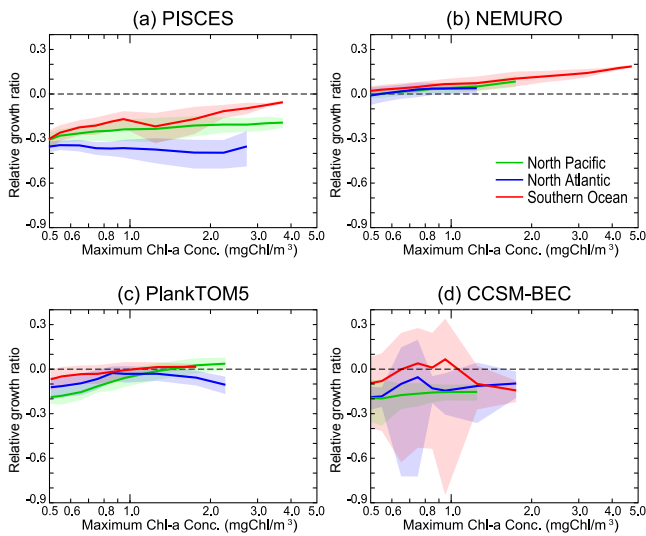 (a) PISCES
(b) NEMURO
Relative growth ratio
0.3
0.0
-0.3
-0.6
-0.9
0.5 0.6 0.8 1.0 2.0 3.0 4.0 5.0
Maximum Chl-a Conc. (mgChl/m³)
Relative growth ratio
0.3
0.0
-0.3
-0.6
-0.9
North Pacific
North Atlantic
Southern Ocean
0.5 0.6 0.8 1.0 2.0 3.0 4.0 5.0
Maximum Chl-a Conc. (mgChl/m³)
(c) PlankTOM5
(d) CCSM-BEC
Relative growth ratio
0.3
0.0
-0.3
-0.6
-0.9
0.5 0.6 0.8 1.0 2.0 3.0 4.0 5.0
Maximum Chl-a Conc. (mgChl/m³)
Relative growth ratio
0.3
0.0
-0.3
-0.6
-0.9
0.5 0.6 0.8 1.0 2.0 3.0 4.0 5.0
Maximum Chl-a Conc. (mgChl/m³)